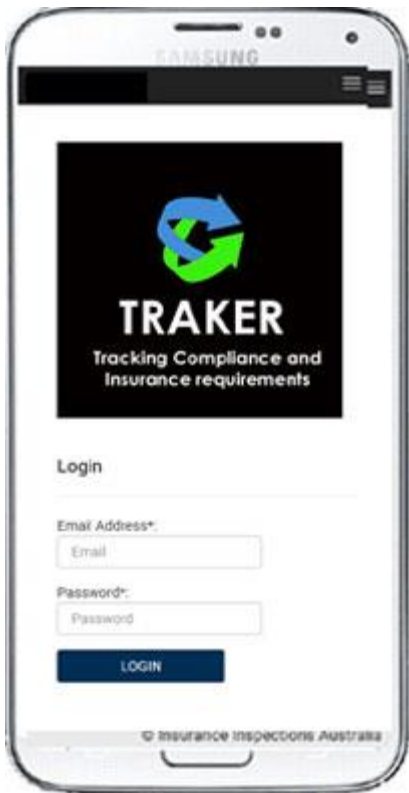 SAMSUNG
TRAKER
Tracking Compliance and
Insurance requirements
Login
Email Address*:
Email
Password*:
Password
LOGIN
© Insurance Inspections Australia